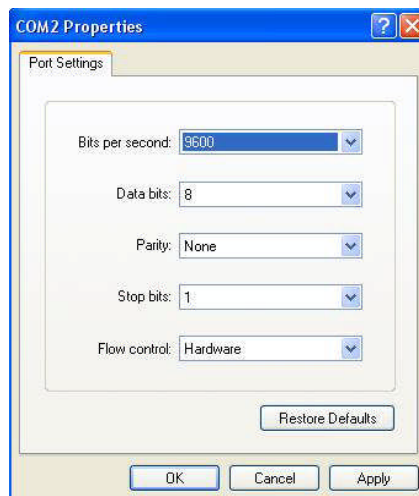 COM2 Properties
Port Settings
Bits per second: 9600
Data bits: 8
Parity: None
Stop bits: 1
Flow control: Hardware
Restore Defaults
OK Cancel Apply